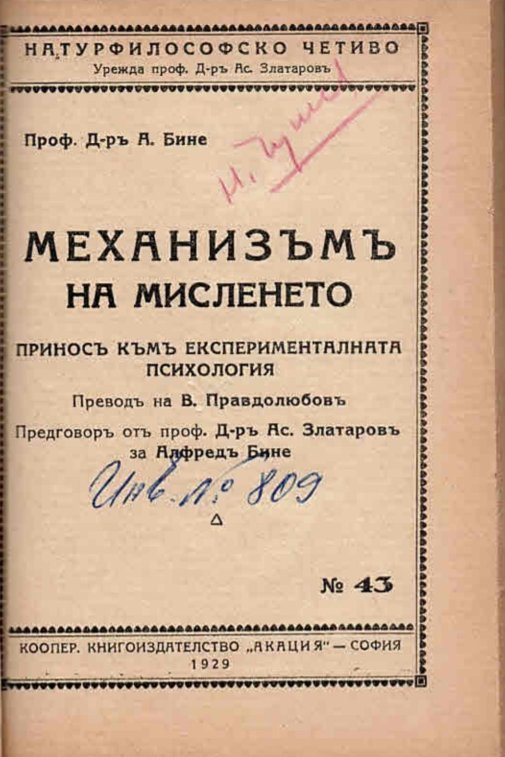 НАТУРФИЛОСОФСКО ЧЕТИВО
Урежда проф. Д-ръ Ас. Златаровъ
Проф. Д-ръ А. Бине
МЕХАНИЗЪМЪ
НА МИСЛЕНЕТО
ПРИНОСЪ КЪМЪ ЕКСПЕРИМЕНТАЛНАТА
ПСИХОЛОГИЯ
Преводъ на В. Правдолюбовъ
Предговоръ отъ проф. Д-ръ Ас. Златаровъ
за Алфредъ Бине
Инв. № 809
№ 43
КООПЕР. КНИГОИЗДАТЕЛСТВО „АКАЦИЯ" — СОФИЯ
1929